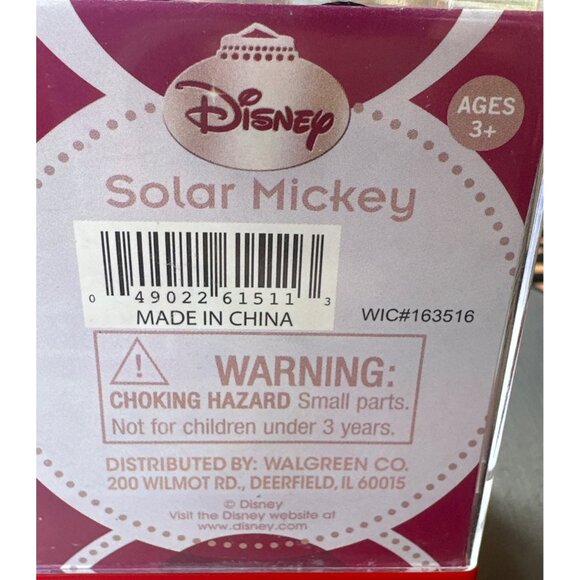 Disney
AGES
3+
Solar Mickey
0 49022 61511 3
MADE IN CHINA
WIC#163516
WARNING:
CHOKING HAZARD Small parts.
Not for children under 3 years.
DISTRIBUTED BY: WALGREEN CO.
200 WILMOT RD., DEERFIELD, IL 60015
© Disney
Visit the Disney website at
www.disney.com